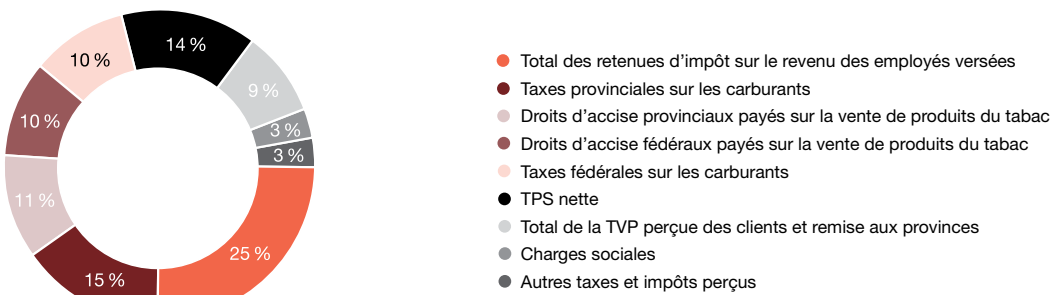 14 %
10 %
9 %
10 %
3 %
3 %
11 %
25 %
15 %
Total des retenues d’impôt sur le revenu des employés versées
Taxes provinciales sur les carburants
Droits d’accise provinciaux payés sur la vente de produits du tabac
Droits d’accise fédéraux payés sur la vente de produits du tabac
Taxes fédérales sur les carburants
TPS nette
Total de la TVP perçue des clients et remise aux provinces
Charges sociales
Autres taxes et impôts perçus